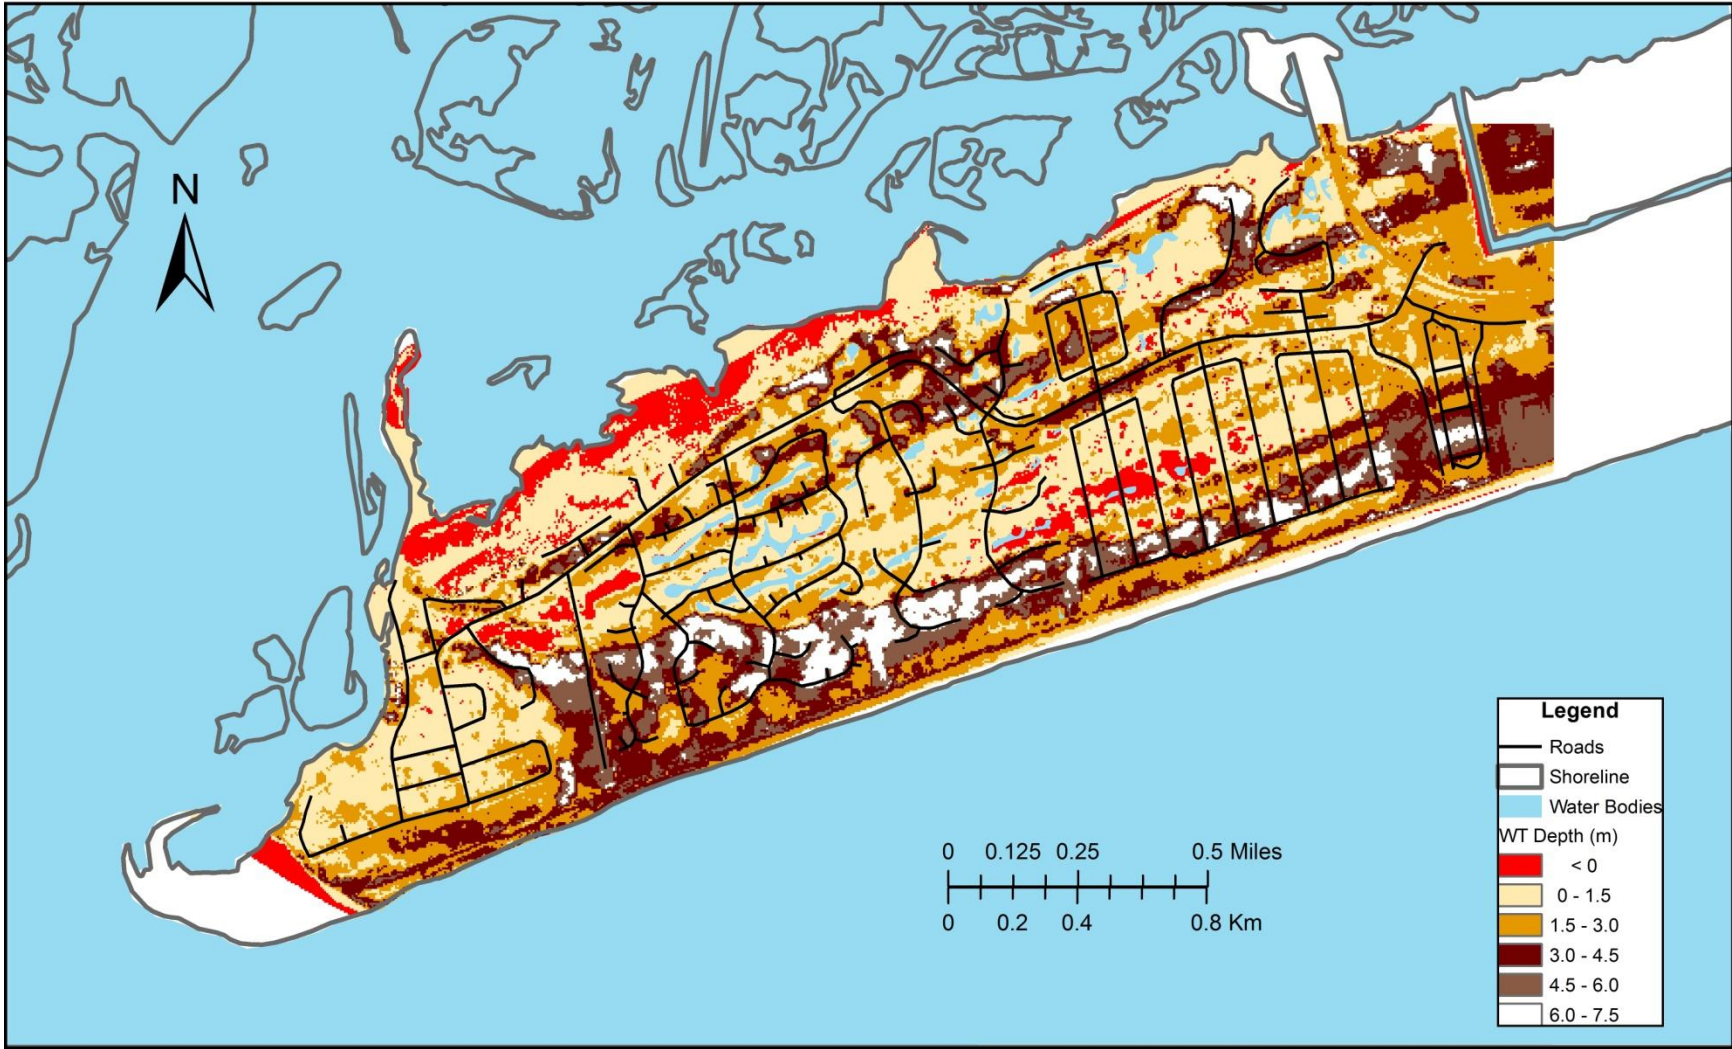 N
Legend
Roads
Shoreline
Water Bodies
WT Depth (m)
< 0
0 - 1.5
1.5 - 3.0
3.0 - 4.5
4.5 - 6.0
6.0 - 7.5
0 0.125 0.25 0.5 Miles
0 0.2 0.4 0.8 Km